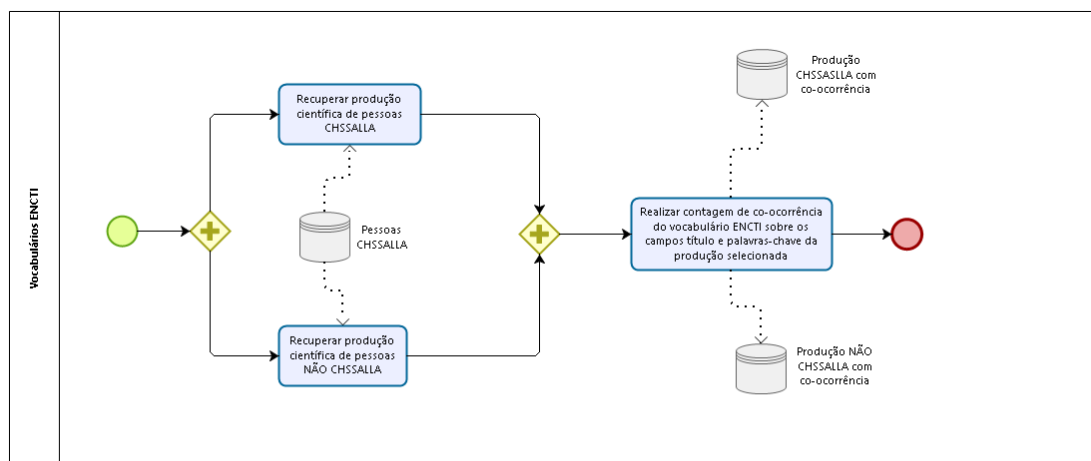 Vocabulários ENCTI
Recuperar produção
científica de pessoas
CHSSALLA
Pessoas
CHSSALLA
Recuperar produção
científica de pessoas
NÃO CHSSALLA
Realizar contagem de co-ocorrência
do vocabulário ENCTI sobre os
campos título e palavras-chave da
produção selecionada
Produção
CHSSASLLA com
co-ocorrência
Produção NÃO
CHSSALLA com
co-ocorrência